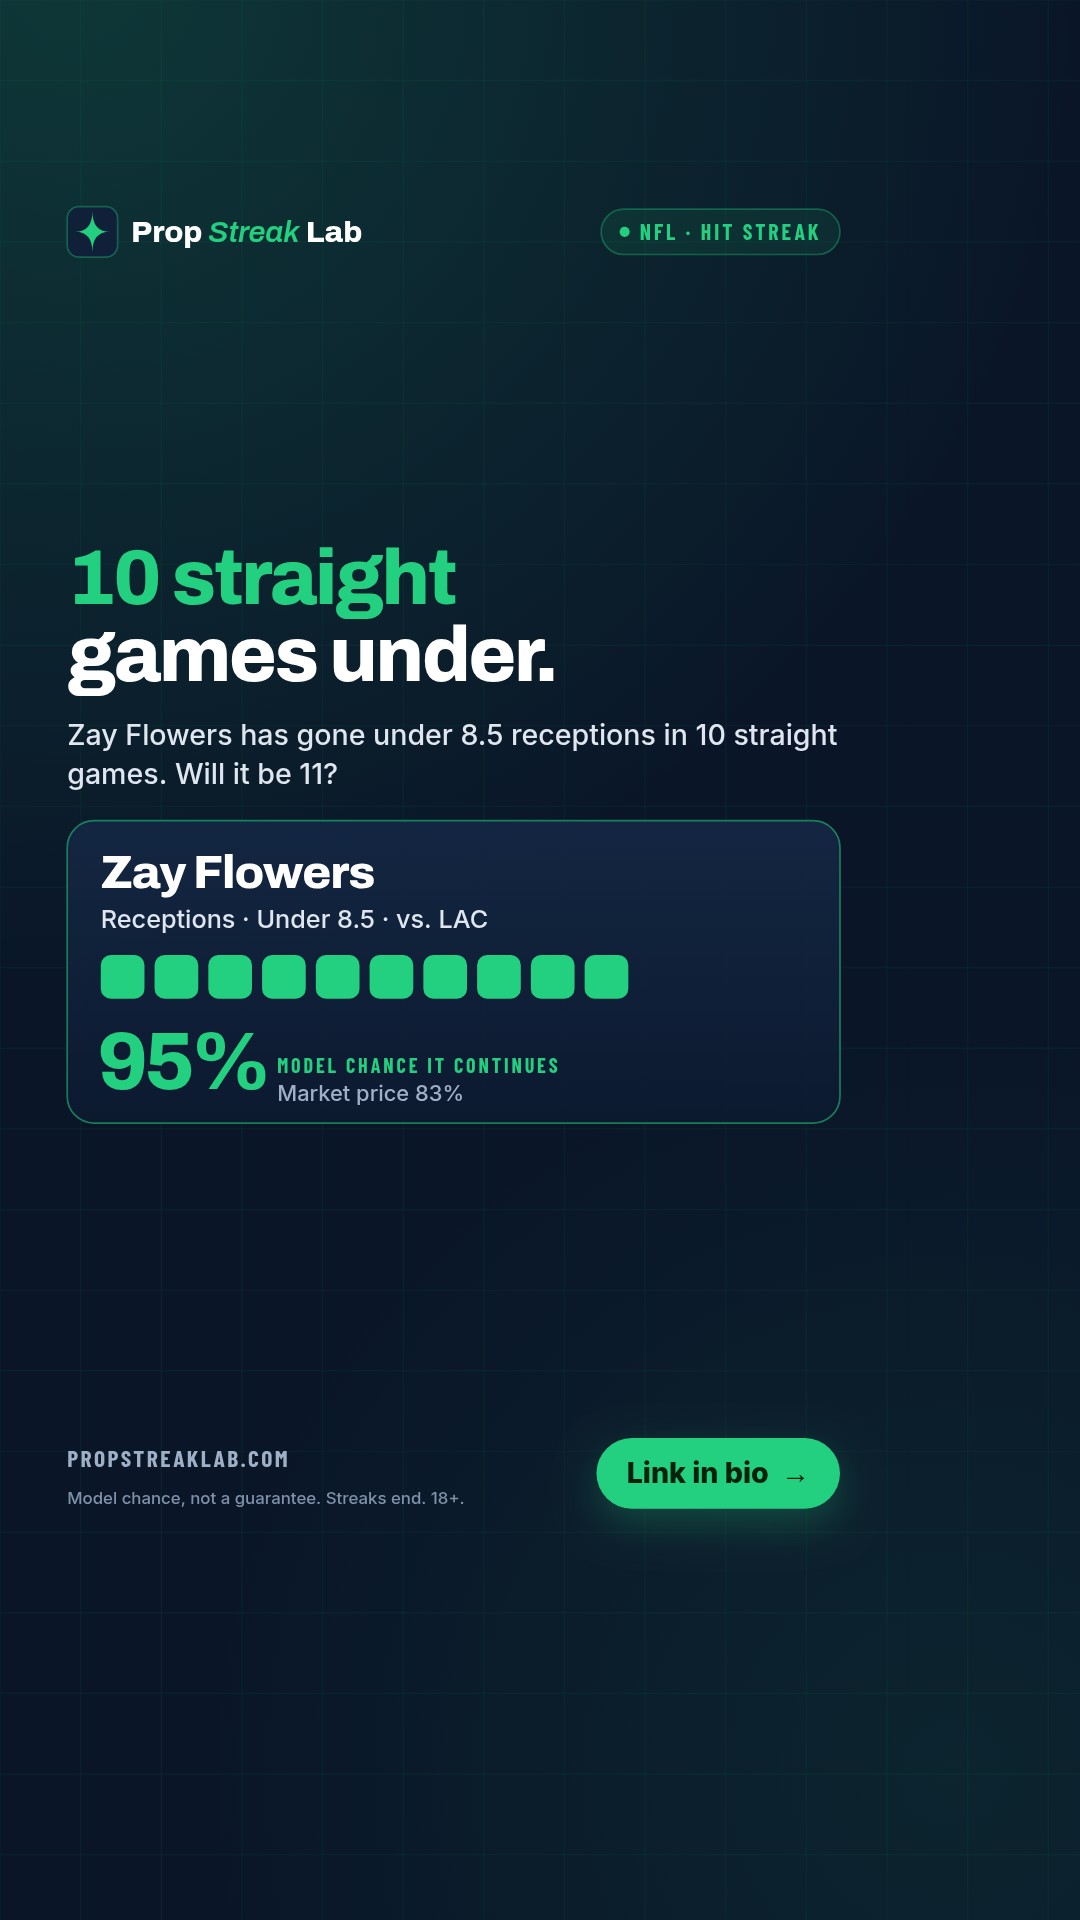 Prop Streak Lab
NFL · HIT STREAK
10 straight
games under.
Zay Flowers has gone under 8.5 receptions in 10 straight
games. Will it be 11?
Zay Flowers
Receptions · Under 8.5 · vs. LAC
95%
MODEL CHANCE IT CONTINUES
Market price 83%
PROPSTREAKLAB.COM
Model chance, not a guarantee. Streaks end. 18+.
Link in bio →